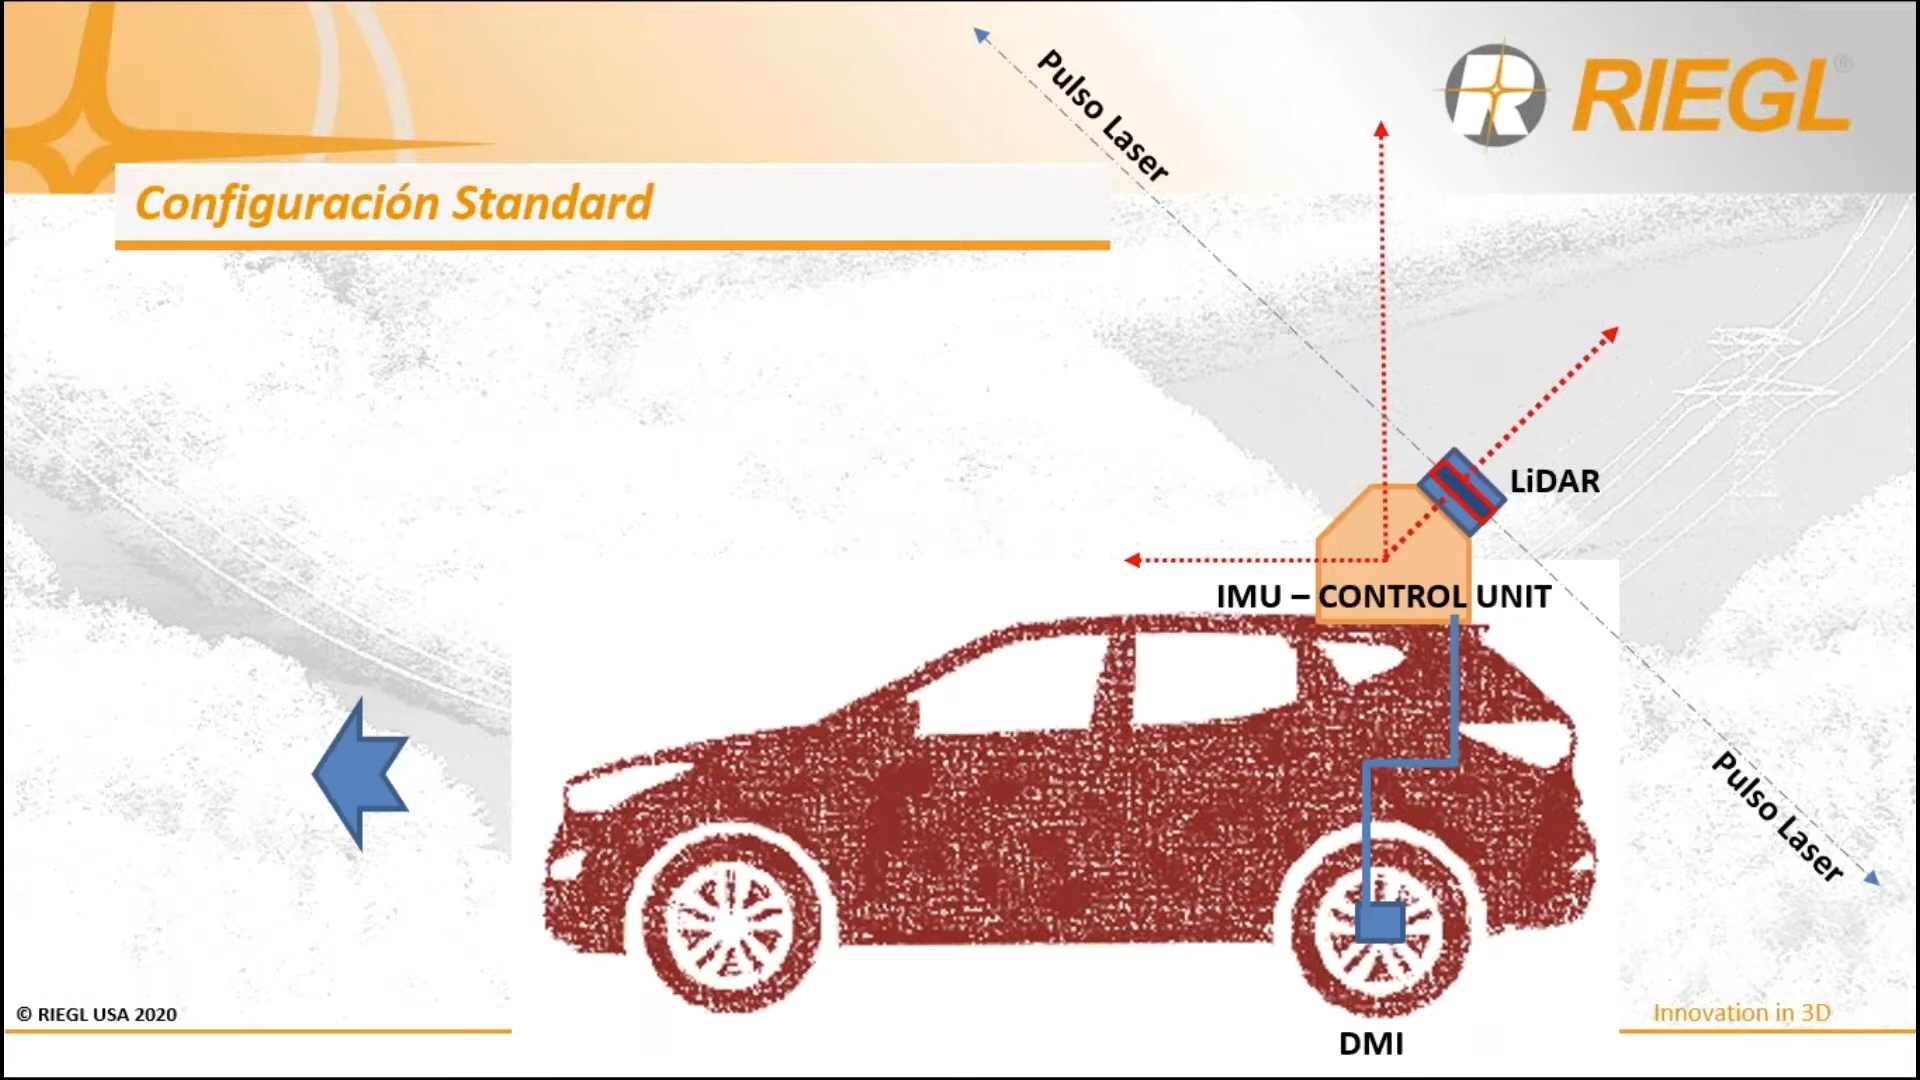 Pulso Laser
RIEGL®
Configuración Standard
LiDAR
IMU – CONTROL UNIT
Pulso Laser
© RIEGL USA 2020
Innovation in 3D
DMI